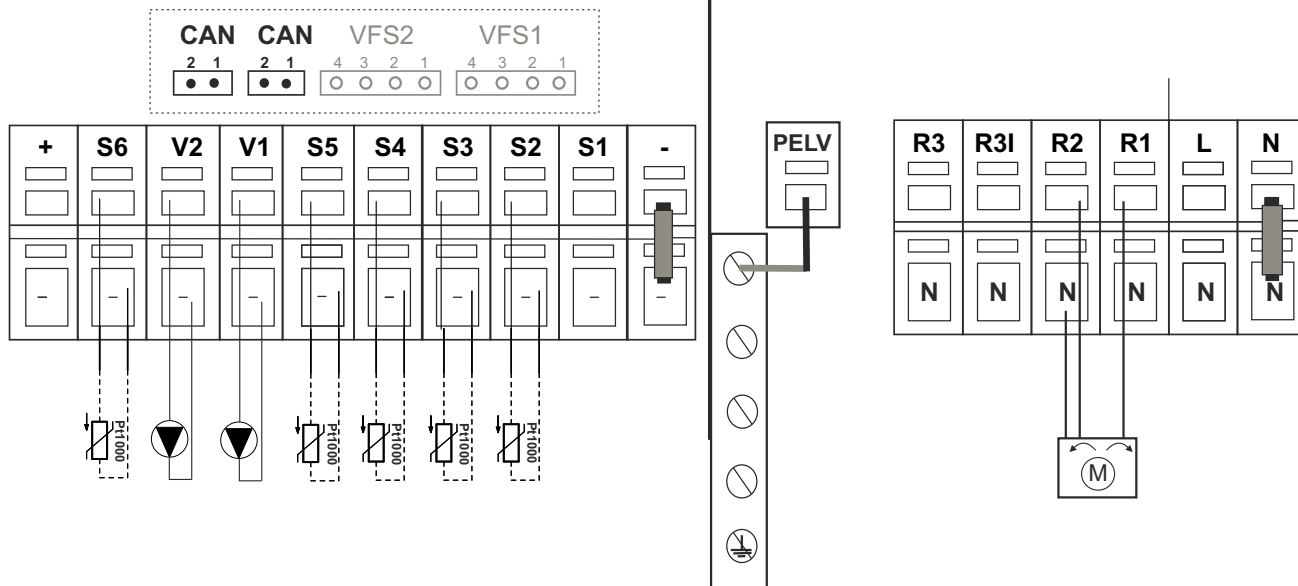 CAN CAN VFS2 VFS1
2 1 2 1 4 3 2 1 4 3 2 1
+ S6 V2 V1 S5 S4 S3 S2 S1 -
PELV
R3 R3I R2 R1 L N
- - - - - - - - - -
N N N N N N
Pt1000 Pt1000 Pt1000 Pt1000 Pt1000
M